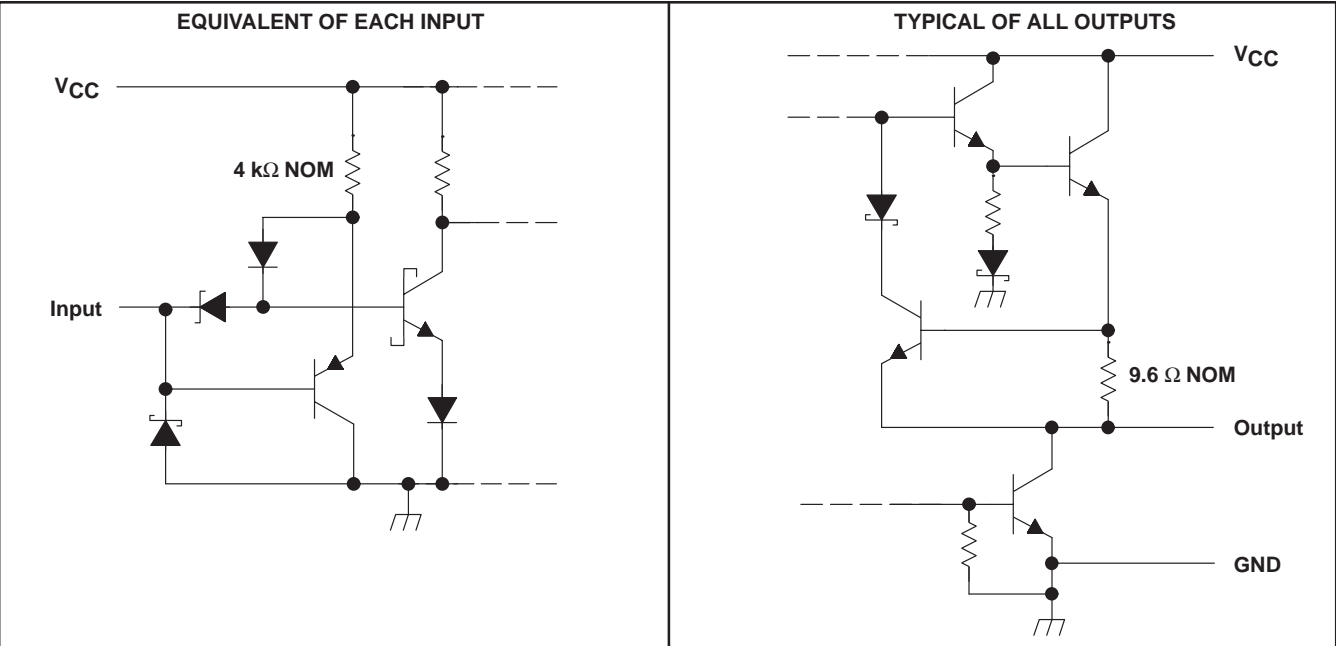 EQUIVALENT OF EACH INPUT
VCC
4 kΩ NOM
Input
TYPICAL OF ALL OUTPUTS
VCC
9.6 Ω NOM
Output
GND